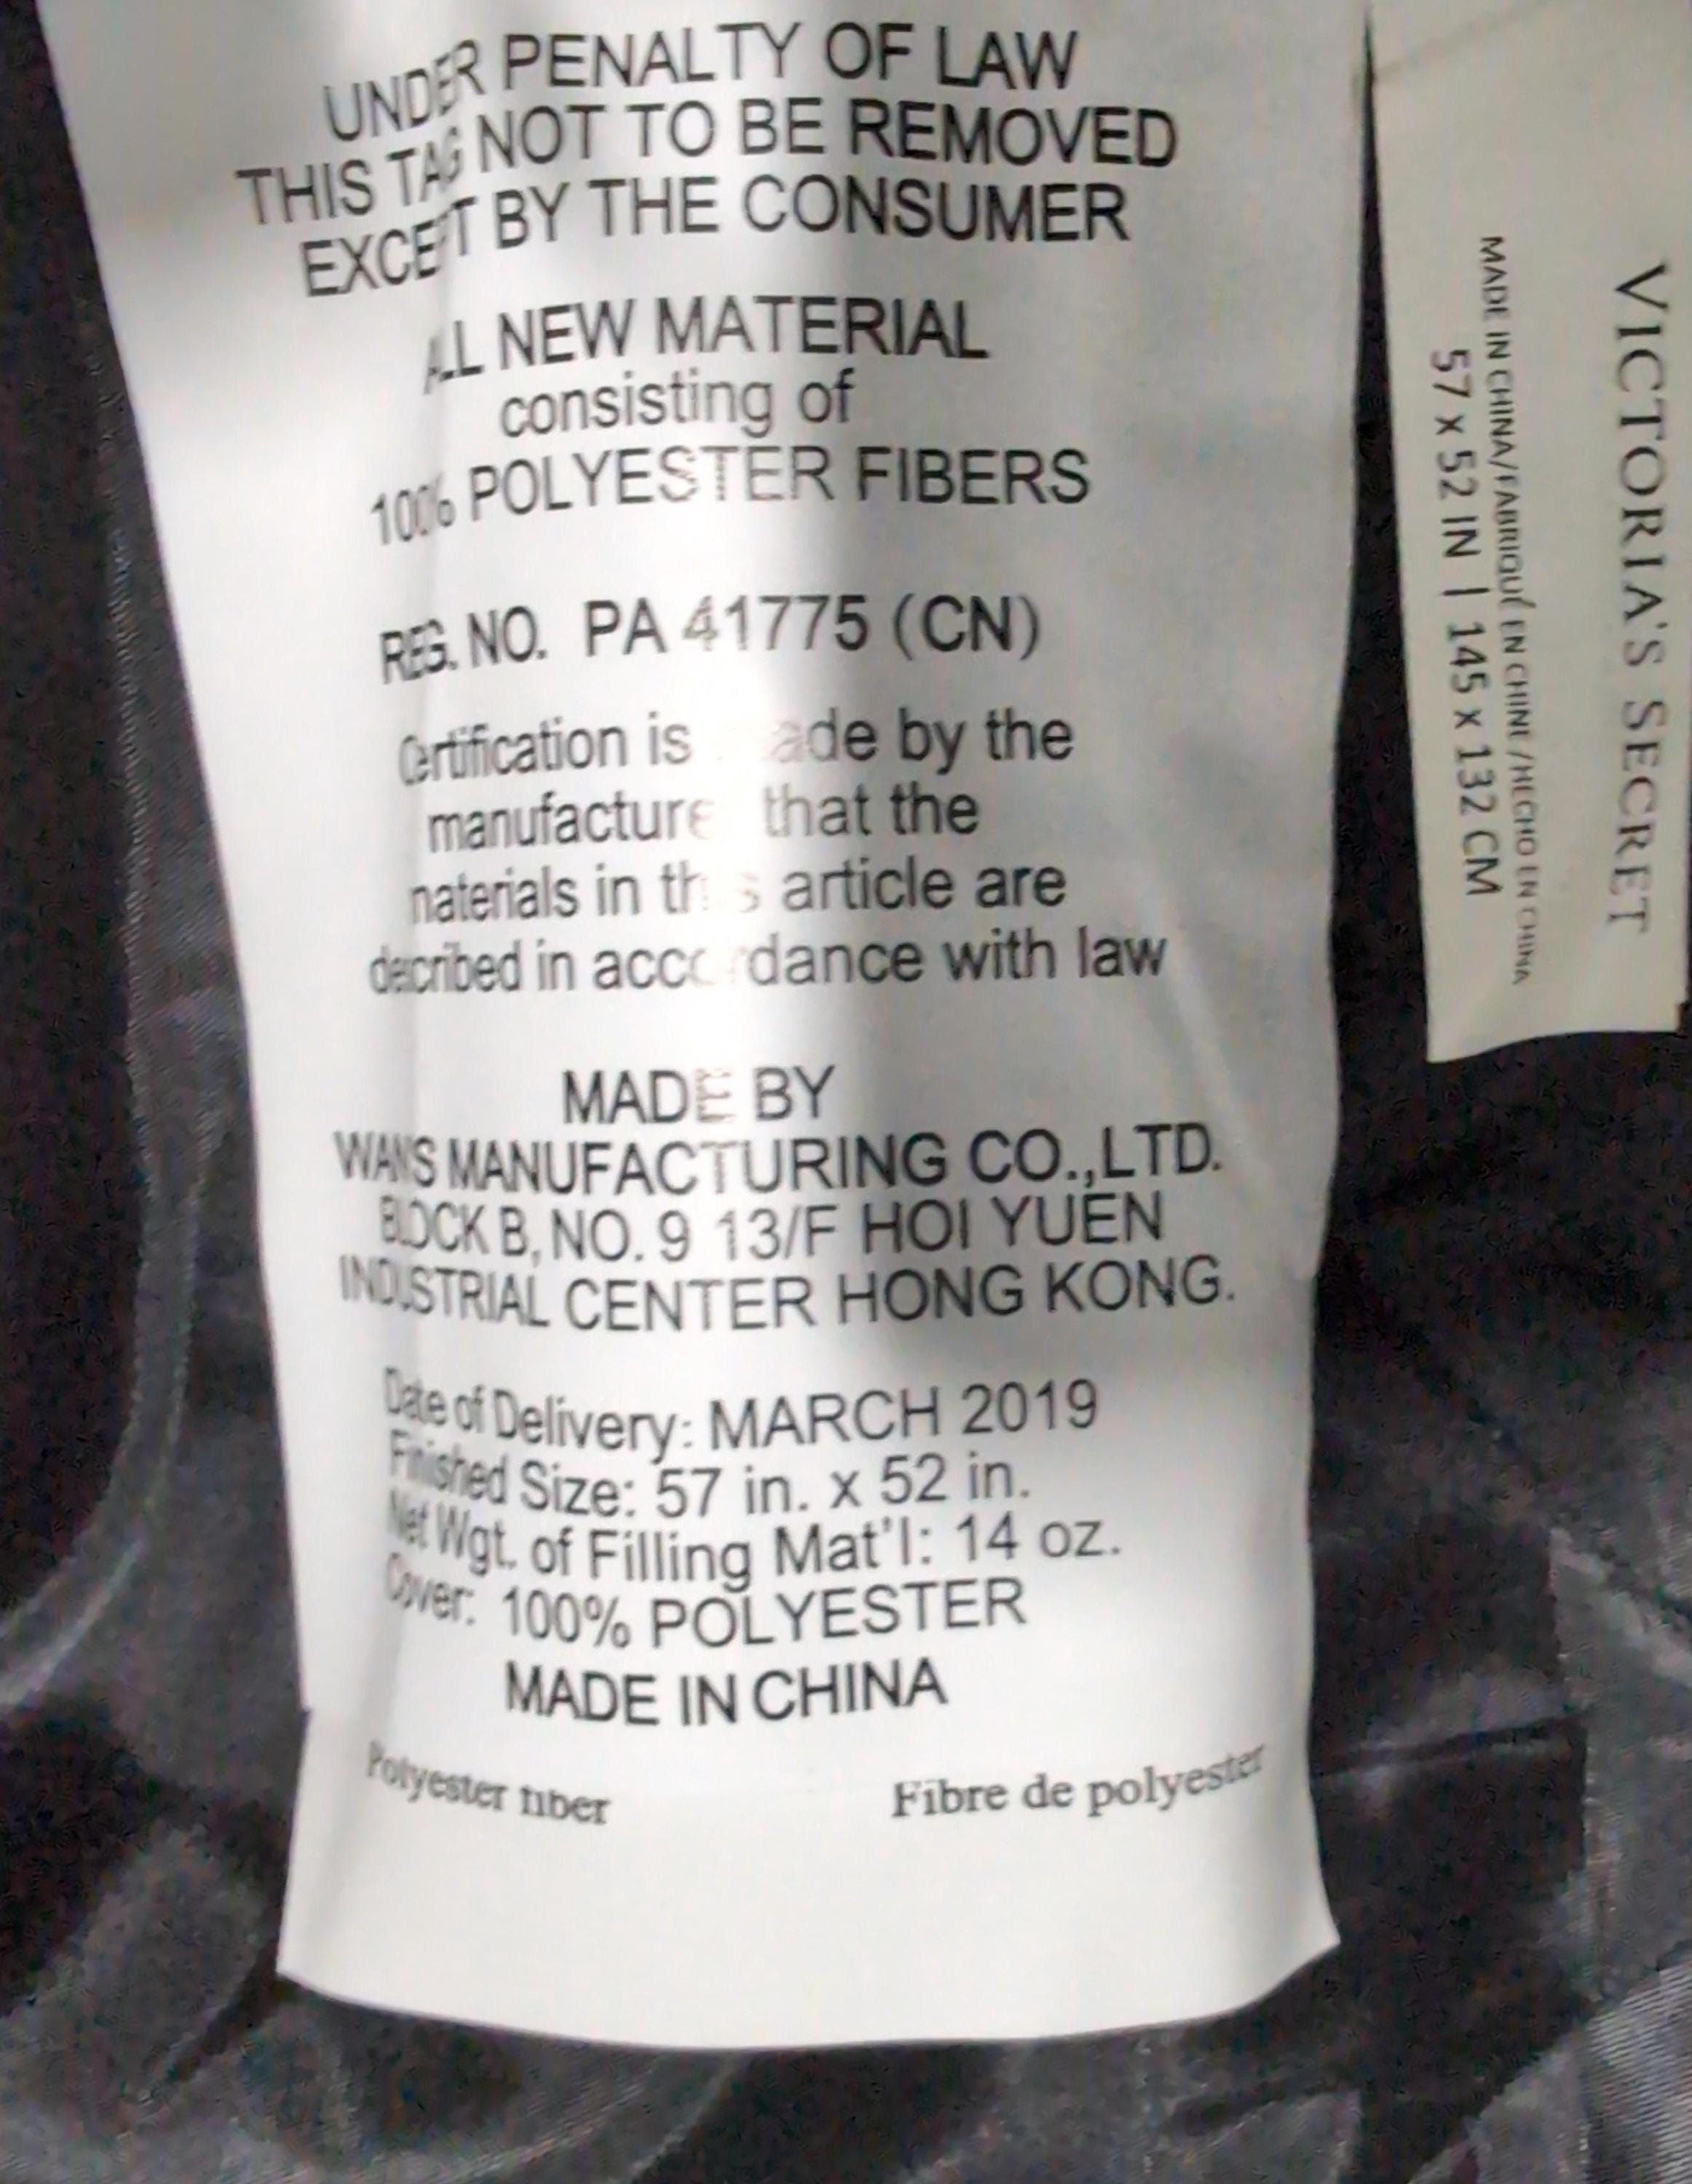 UNDER PENALTY OF LAW
THIS TAG NOT TO BE REMOVED
EXCEPT BY THE CONSUMER
ALL NEW MATERIAL
consisting of
100% POLYESTER FIBERS
REG. NO. PA 41775 (CN)
Certification is made by the
manufacturer that the
materials in this article are
decribed in accordance with law
MADE BY
WANS MANUFACTURING CO.,LTD.
BLOCK B, NO. 9 13/F HOI YUEN
INDUSTRIAL CENTER HONG KONG.
Date of Delivery: MARCH 2019
Finished Size: 57 in. x 52 in.
Net Wgt. of Filling Mat'l: 14 oz.
Cover: 100% POLYESTER
MADE IN CHINA
Polyester fiber Fibre de polyester
VICTORIA'S SECRET
MADE IN CHINA/FABRIQUÉ EN CHINE/HECHO EN CHINA
57 x 52 IN | 145 x 132 CM